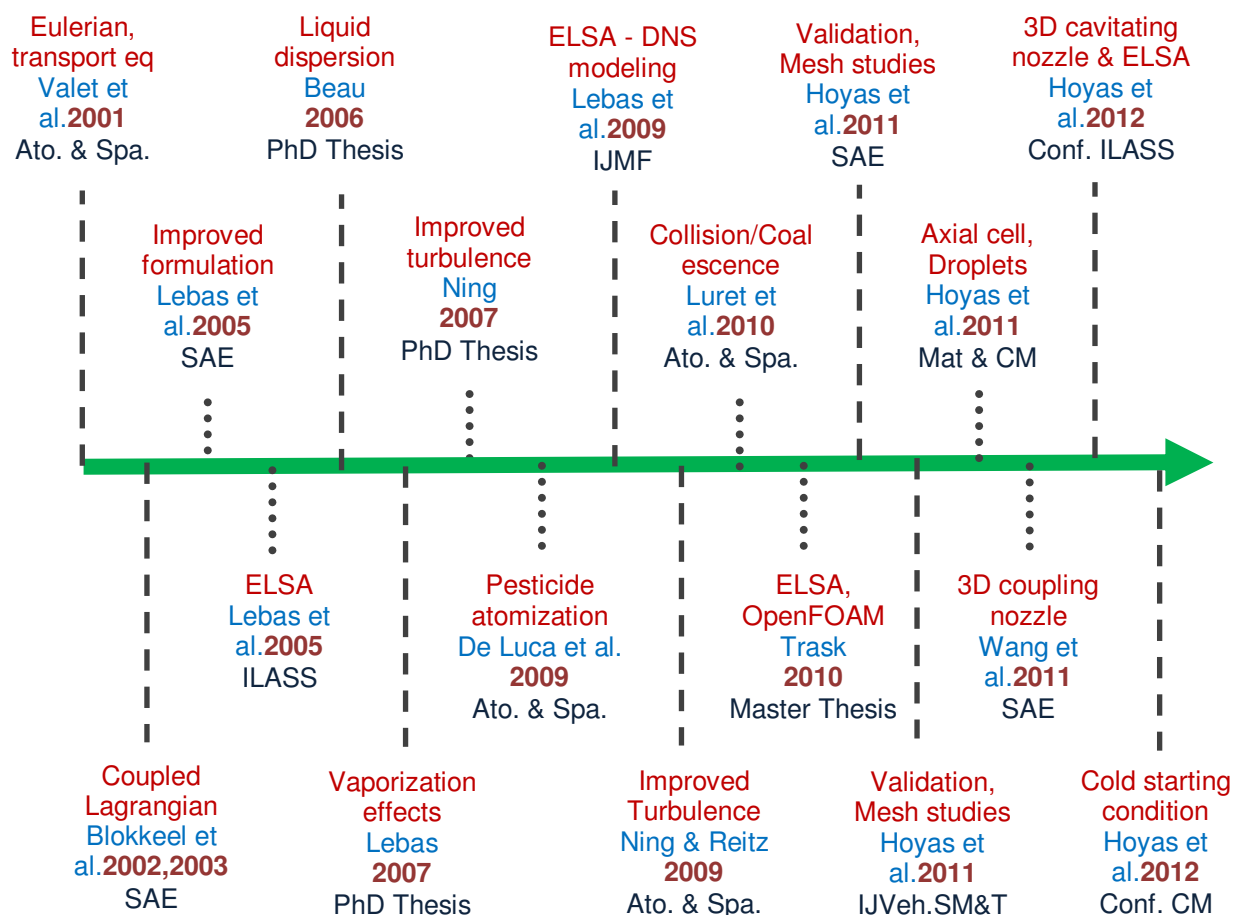 Eulerian,
transport eq
Valet et
al.2001
Ato. & Spa.
Liquid
dispersion
Beau
2006
PhD Thesis
ELSA - DNS
modeling
Lebas et
al.2009
IJMF
Validation,
Mesh studies
Hoyas et
al.2011
SAE
3D cavitating
nozzle & ELSA
Hoyas et
al.2012
Conf. ILASS
Improved
formulation
Lebas et
al.2005
SAE
Improved
turbulence
Ning
2007
PhD Thesis
Collision/Coal
escence
Luret et
al.2010
Ato. & Spa.
Axial cell,
Droplets
Hoyas et
al.2011
Mat & CM
ELSA
Lebas et
al.2005
ILASS
Pesticide
atomization
De Luca et al.
2009
Ato. & Spa.
ELSA,
OpenFOAM
Trask
2010
Master Thesis
3D coupling
nozzle
Wang et
al.2011
SAE
Coupled
Lagrangian
Blokkeel et
al.2002,2003
SAE
Vaporization
effects
Lebas
2007
PhD Thesis
Improved
Turbulence
Ning & Reitz
2009
Ato. & Spa.
Validation,
Mesh studies
Hoyas et
al.2011
IJVeh.SM&T
Cold starting
condition
Hoyas et
al.2012
Conf. CM